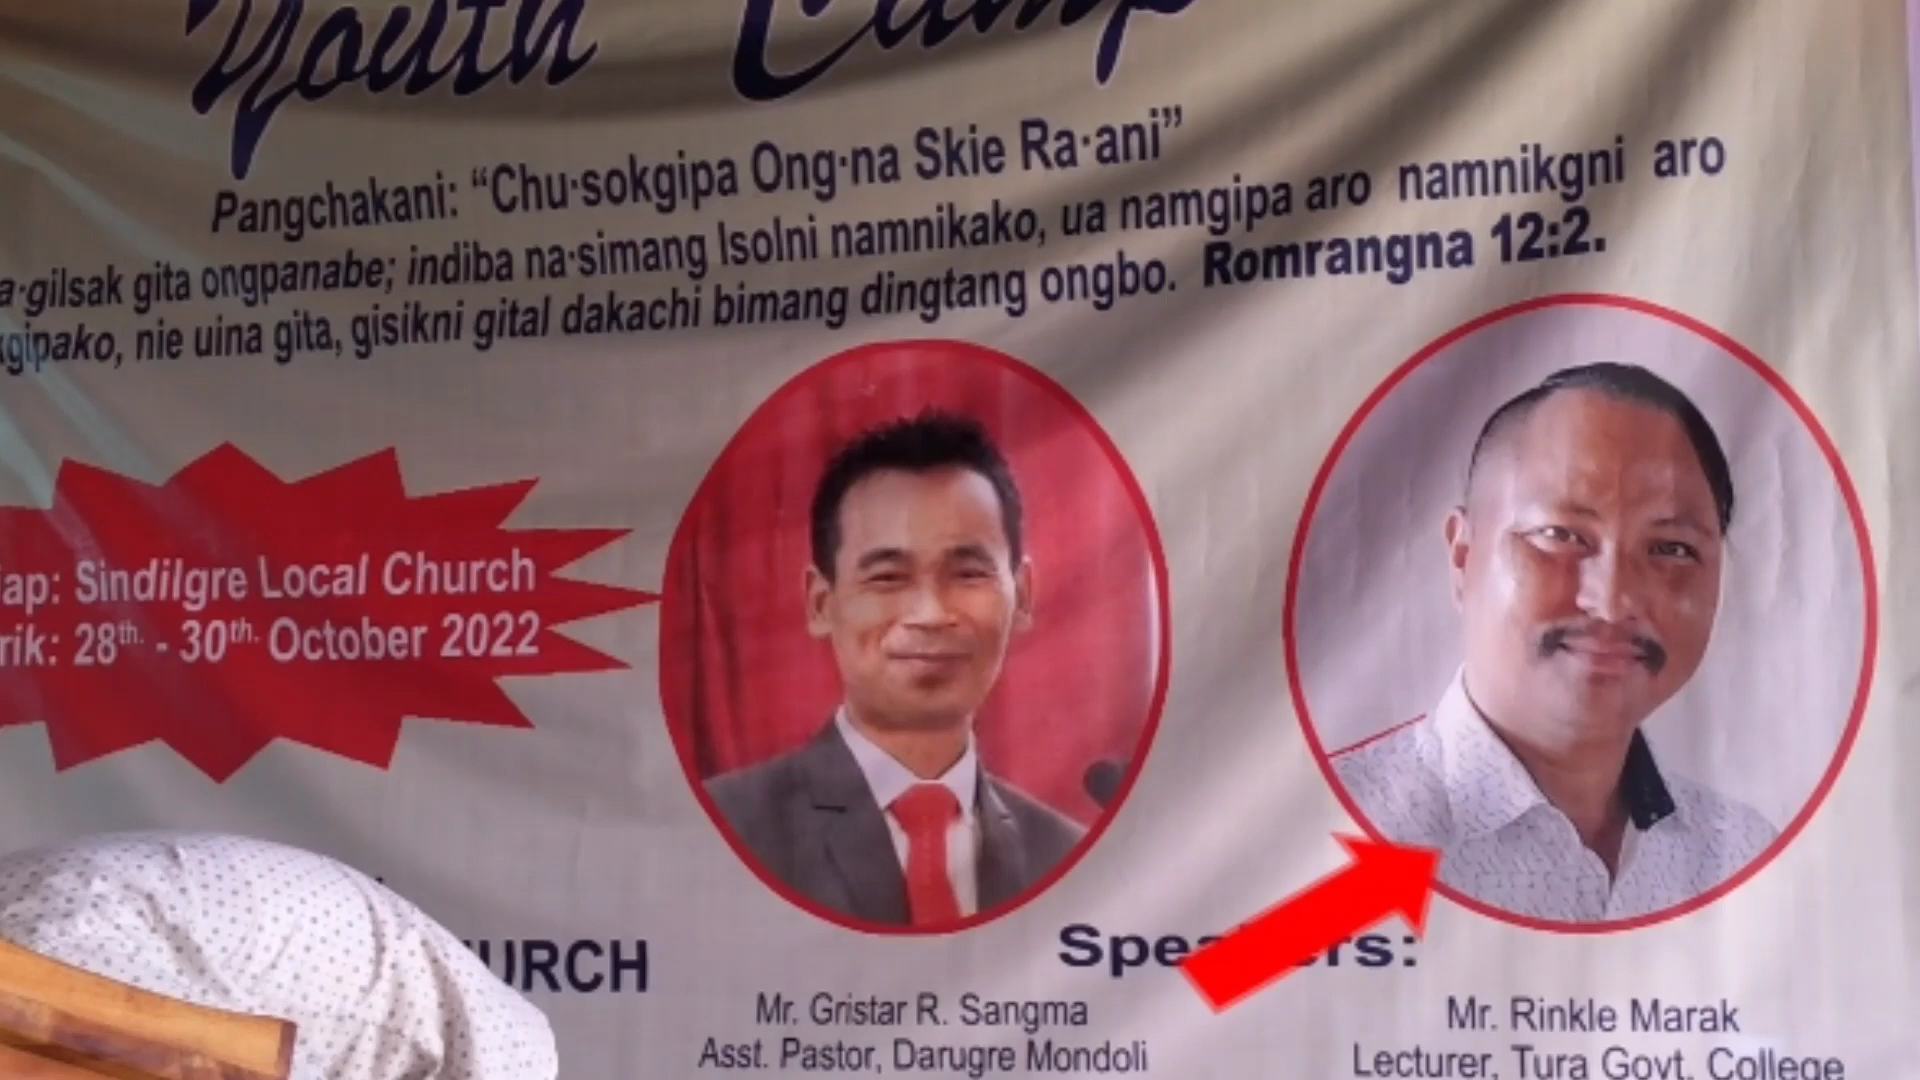 Youth Camp
Pangchakani: “Chu·sokgipa Ong·na Skie Ra·ani”
a·gilsak gita ongpanabe; indiba na·simang Isolni namnikako, ua namgipa aro namnikgni aro
gipako, nie uina gita, gisikni gital dakachi bimang dingtang ongbo. Romrangna 12:2.
ap: Sindilgre Local Church
rik: 28th. - 30th. October 2022
URCH
Speakers:
Mr. Gristar R. Sangma
Asst. Pastor, Darugre Mondoli
Mr. Rinkle Marak
Lecturer, Tura Govt. College